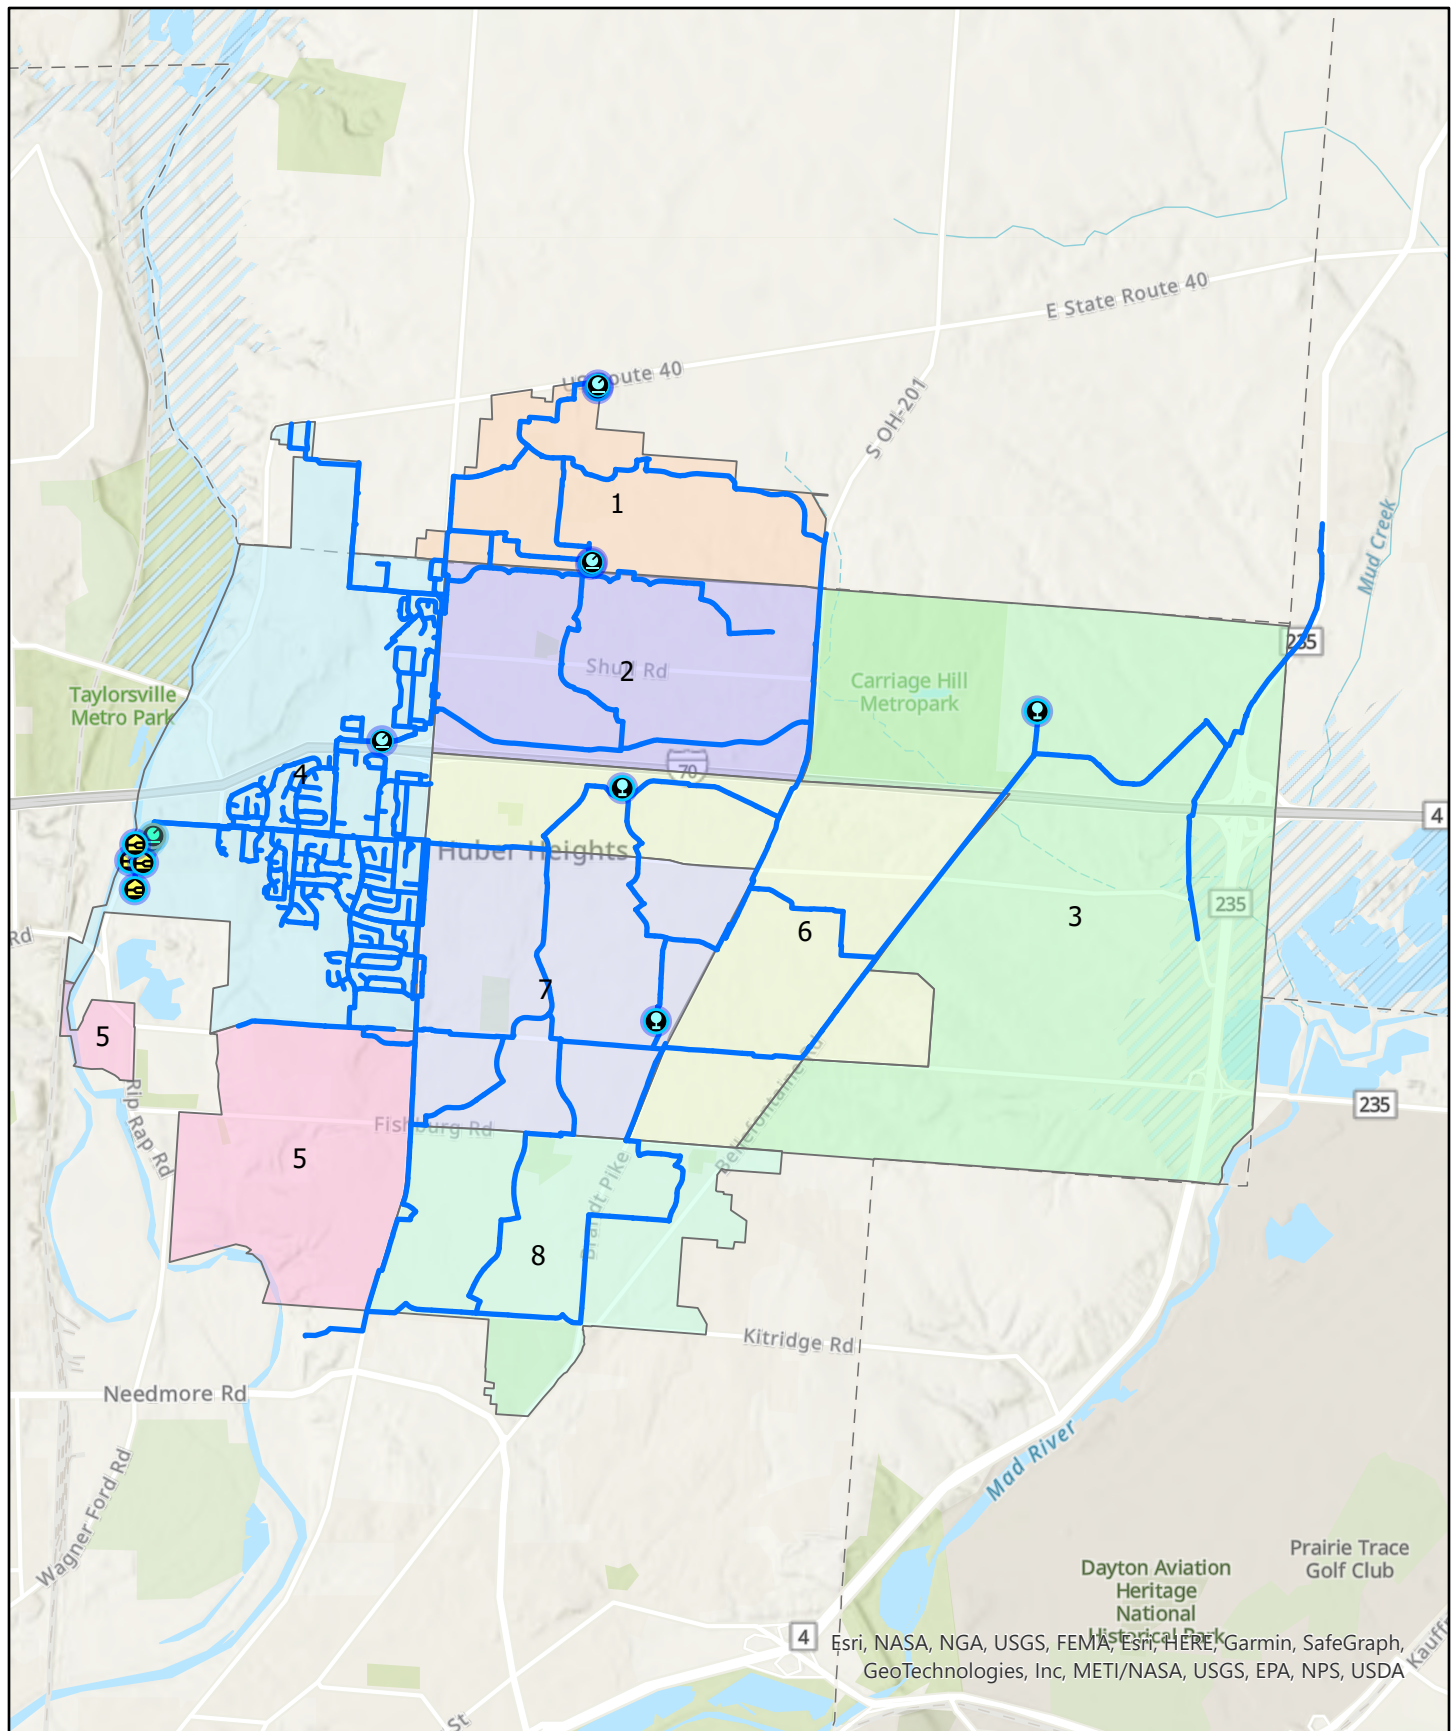 E State Route 40
US Route 40
S OH-201
1
Mud Creek
235
2
Shull Rd
Carriage Hill
Metropark
Taylorsville
Metro Park
70
4
4
Huber Heights
235
3
6
Rd
7
5
Rip Rap Rd
Bellefontaine Rd
235
Fishburg Rd
5
Brandt Pike
8
Kitridge Rd
Needmore Rd
Mad River
Wagner Ford Rd
Prairie Trace
Golf Club
Dayton Aviation
Heritage
National
Historical Park
4
Esri, NASA, NGA, USGS, FEMA, Esri, HERE, Garmin, SafeGraph,
GeoTechnologies, Inc, METI/NASA, USGS, EPA, NPS, USDA
St